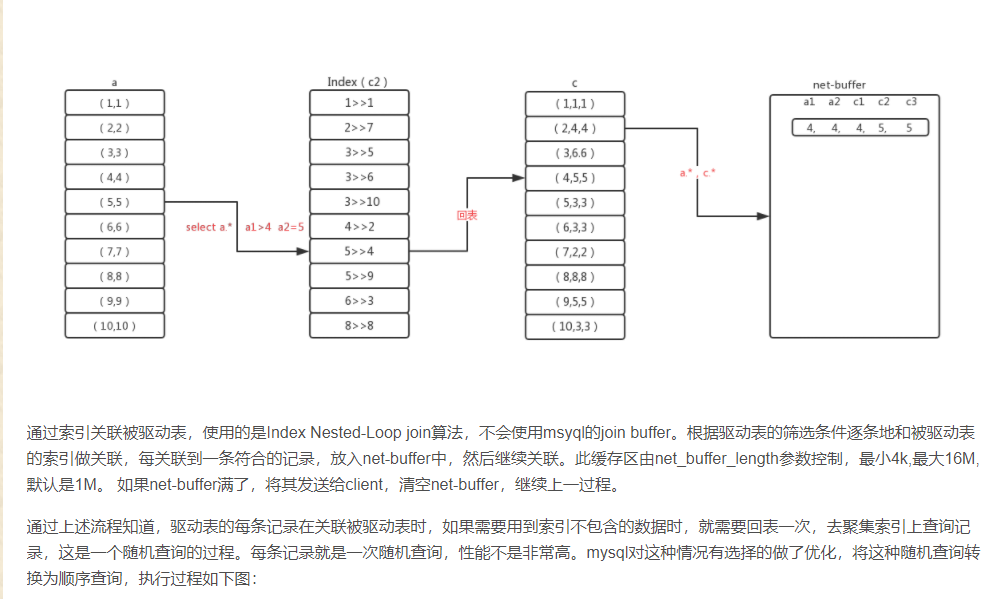 a
(1,1)
(2,2)
(3,3)
(4,4)
(5,5)
(6,6)
(7,7)
(8,8)
(9,9)
(10,10)
select a.* a1>4 a2=5
Index(c2)
1>>1
2>>7
3>>5
3>>6
3>>10
4>>2
5>>4
5>>9
6>>3
8>>8
回表
c
(1,1,1)
(2,4,4)
(3,6.6)
(4,5,5)
(5,3,3)
(6,3,3)
(7,2,2)
(8,8,8)
(9,5,5)
(10,3,3)
a.* , c.*
net-buffer
a1 a2 c1 c2 c3
4, 4, 4, 5, 5
通过索引关联被驱动表，使用的是Index Nested-Loop join算法，不会使用msyql的join buffer。根据驱动表的筛选条件逐条地和被驱动表
的索引做关联，每关联到一条符合的记录，放入net-buffer中，然后继续关联。此缓存区由net_buffer_length参数控制，最小4k,最大16M,
默认是1M。 如果net-buffer满了，将其发送给client，清空net-buffer，继续上一过程。
通过上述流程知道，驱动表的每条记录在关联被驱动表时，如果需要用到索引不包含的数据时，就需要回表一次，去聚集索引上查询记
录，这是一个随机查询的过程。每条记录就是一次随机查询，性能不是非常高。mysql对这种情况有选择的做了优化，将这种随机查询转
换为顺序查询，执行过程如下图：